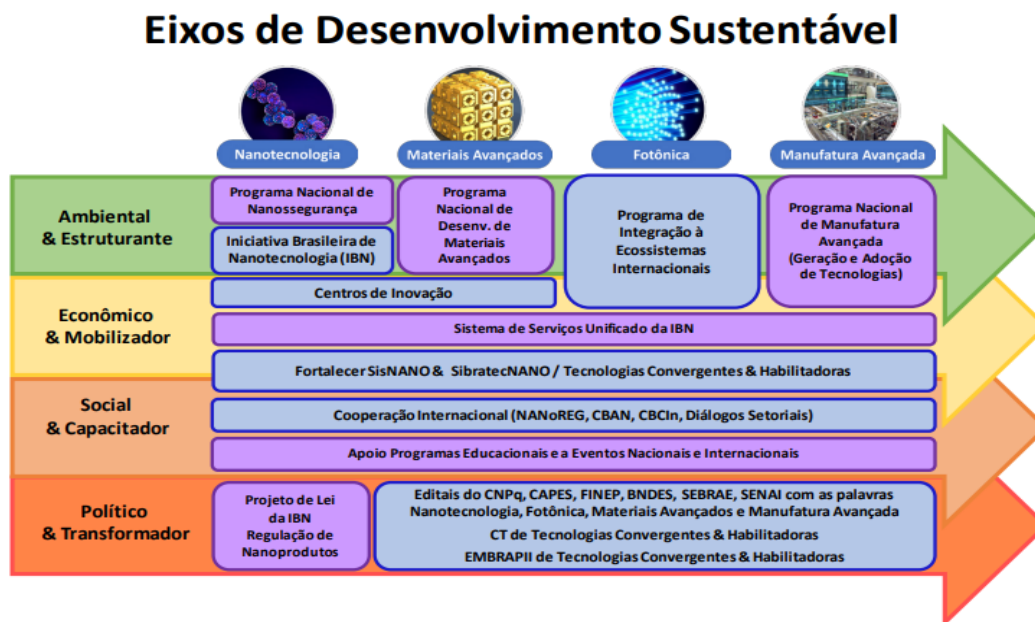 Eixos de Desenvolvimento Sustentável
Nanotecnologia
Materiais Avançados
Fotônica
Manufatura Avançada
Ambiental
& Estruturante
Programa Nacional de
Nanossegurança
Iniciativa Brasileira de
Nanotecnologia (IBN)
Programa
Nacional de
Desenv. de
Materiais
Avançados
Programa de
Integração à
Ecossistemas
Internacionais
Programa Nacional
de Manufatura
Avançada
(Geração e Adoção
de Tecnologias)
Econômico
& Mobilizador
Centros de Inovação
Sistema de Serviços Unificado da IBN
Fortalecer SisNANO & SibratecNANO / Tecnologias Convergentes & Habilitadoras
Social
& Capacitador
Cooperação Internacional (NANoREG, CBAN, CBCIn, Diálogos Setoriais)
Apoio Programas Educacionais e a Eventos Nacionais e Internacionais
Político
& Transformador
Projeto de Lei
da IBN
Regulação de
Nanoprodutos
Editais do CNPq, CAPES, FINEP, BNDES, SEBRAE, SENAI com as palavras
Nanotecnologia, Fotônica, Materiais Avançados e Manufatura Avançada
CT de Tecnologias Convergentes & Habilitadoras
EMBRAPII de Tecnologias Convergentes & Habilitadoras